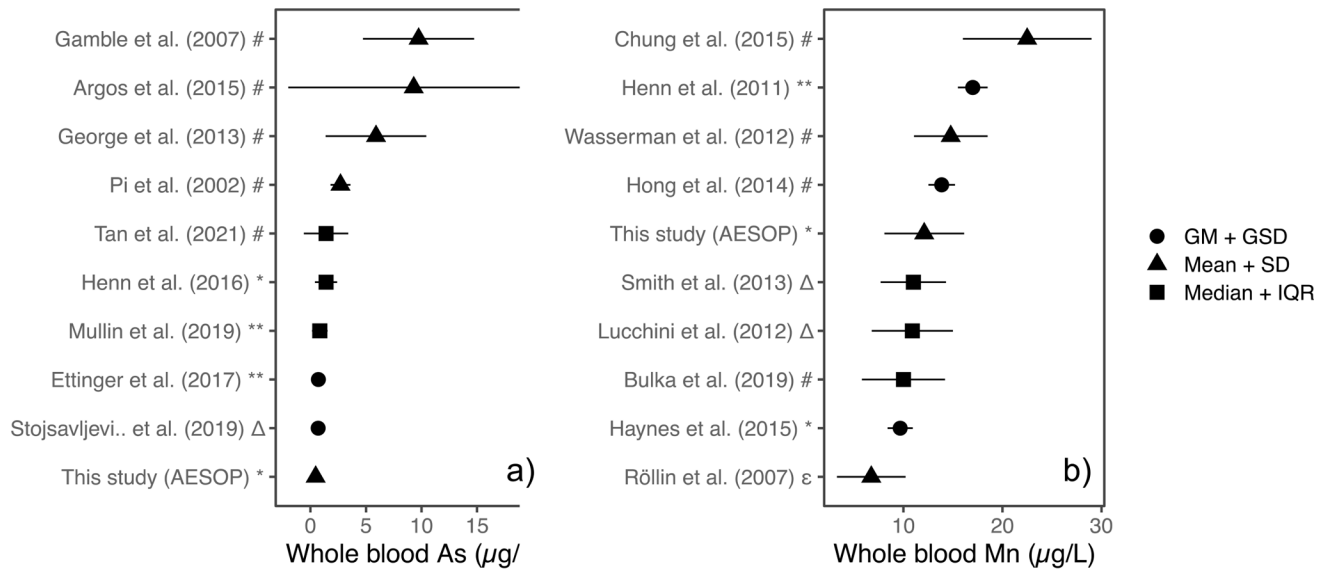 Gamble et al. (2007) #
Argos et al. (2015) #
George et al. (2013) #
Pi et al. (2002) #
Tan et al. (2021) #
Henn et al. (2016) *
Mullin et al. (2019) **
Ettinger et al. (2017) **
Stojsavljevi.. et al. (2019) Δ
This study (AESOP) *
a)
0 5 10 15
Whole blood As (µg/
Chung et al. (2015) #
Henn et al. (2011) **
Wasserman et al. (2012) #
Hong et al. (2014) #
This study (AESOP) *
Smith et al. (2013) Δ
Lucchini et al. (2012) Δ
Bulka et al. (2019) #
Haynes et al. (2015) *
Röllin et al. (2007) ε
b)
10 20 30
Whole blood Mn (µg/L)
GM + GSD
Mean + SD
Median + IQR